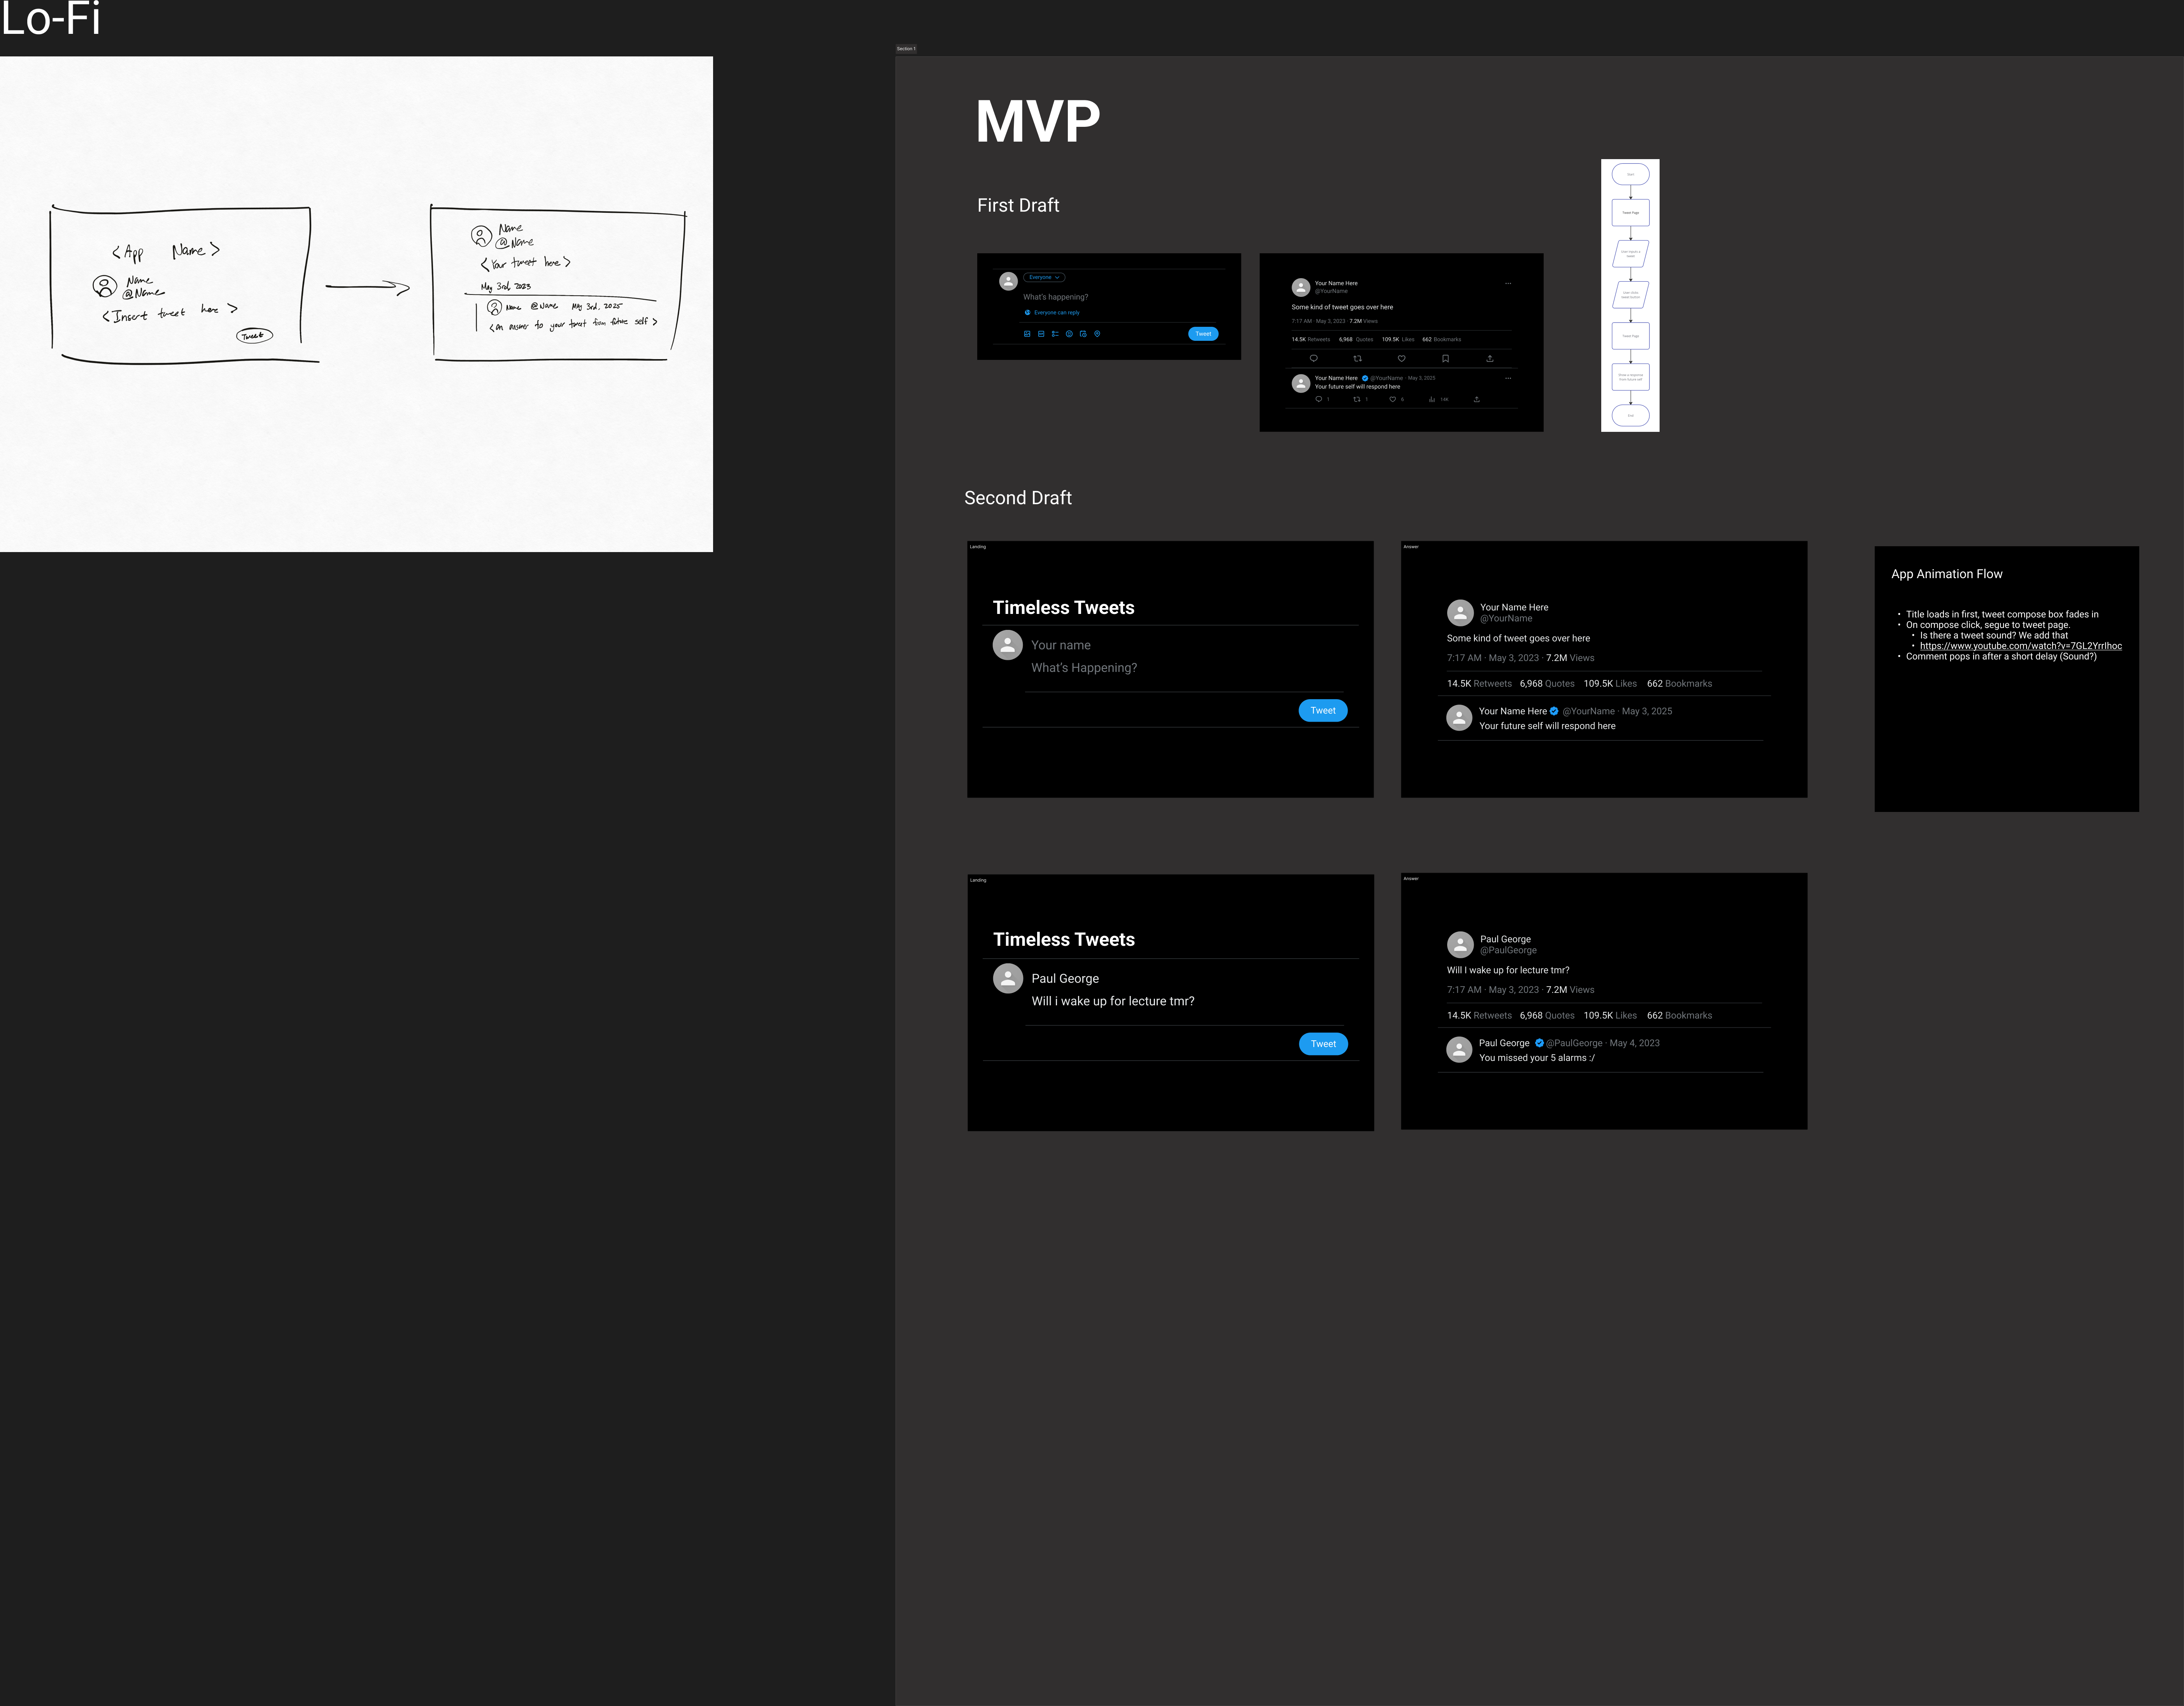 Lo-Fi
<App Name>
Name
@Name
<Insert tweet here>
Tweet
Name
@Name
<Your tweet here>
May 3rd, 2023
Name @Name May 3rd, 2025
<an answer to your tweet from future self>
Section 1
MVP
First Draft
Everyone
What's happening?
Everyone can reply
Tweet
Your Name Here
@YourName
Some kind of tweet goes over here
7:17 AM · May 3, 2023 · 7.2M Views
14.5K Retweets 6,968 Quotes 109.5K Likes 662 Bookmarks
Your Name Here @YourName · May 3, 2025
Your future self will respond here
1 1 6 14K
Start
Tweet Page
Tweet Page
End
Second Draft
Landing
Timeless Tweets
Your name
What's Happening?
Tweet
Answer
Your Name Here
@YourName
Some kind of tweet goes over here
7:17 AM · May 3, 2023 · 7.2M Views
14.5K Retweets 6,968 Quotes 109.5K Likes 662 Bookmarks
Your Name Here @YourName · May 3, 2025
Your future self will respond here
App Animation Flow
• Title loads in first, tweet compose box fades in
• On compose click, segue to tweet page.
• Is there a tweet sound? We add that
• https://www.youtube.com/watch?v=7GL2YrrIhoc
• Comment pops in after a short delay (Sound?)
Landing
Timeless Tweets
Paul George
Will i wake up for lecture tmr?
Tweet
Answer
Paul George
@PaulGeorge
Will I wake up for lecture tmr?
7:17 AM · May 3, 2023 · 7.2M Views
14.5K Retweets 6,968 Quotes 109.5K Likes 662 Bookmarks
Paul George @PaulGeorge · May 4, 2023
You missed your 5 alarms :/